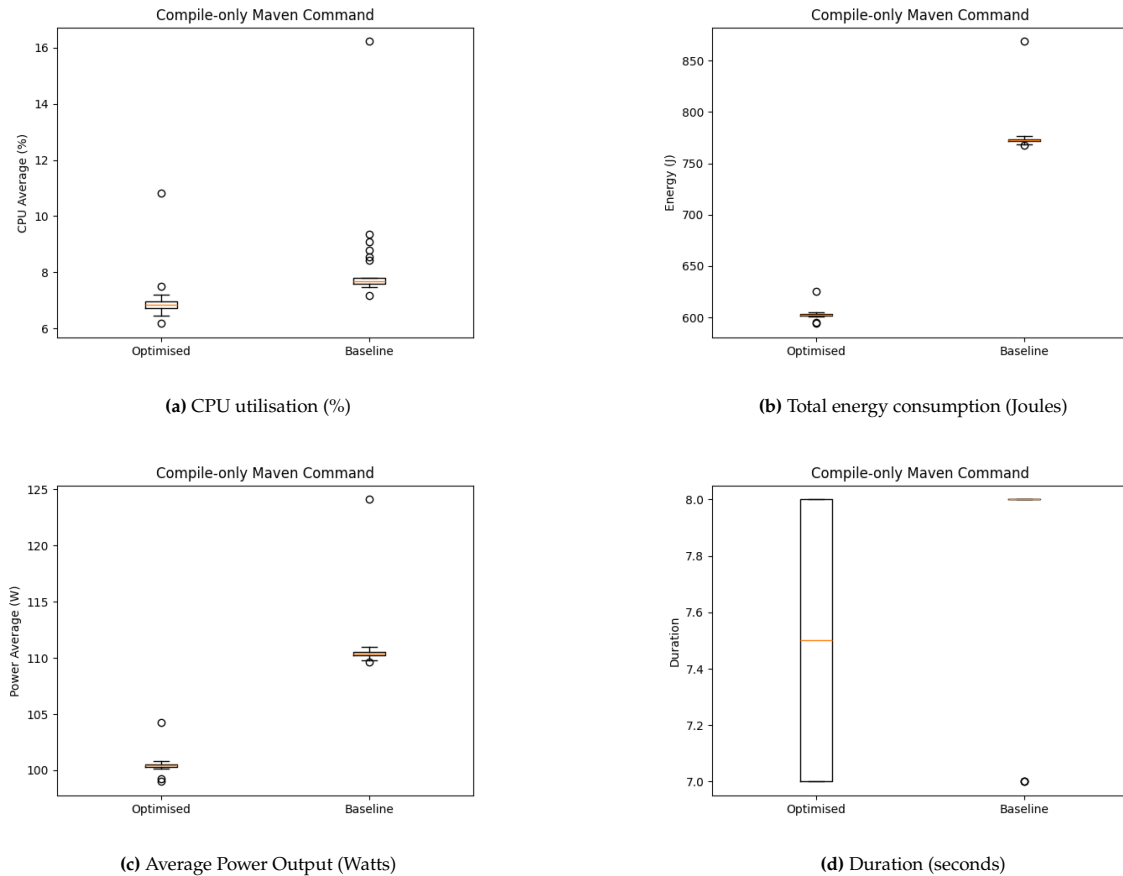 Compile-only Maven Command
16
14
12
10
8
6
CPU Average (%)
Optimised
Baseline
(a) CPU utilisation (%)
Compile-only Maven Command
850
800
750
700
650
600
Energy (J)
Optimised
Baseline
(b) Total energy consumption (Joules)
Compile-only Maven Command
125
120
115
110
105
100
Power Average (W)
Optimised
Baseline
(c) Average Power Output (Watts)
Compile-only Maven Command
8.0
7.8
7.6
7.4
7.2
7.0
Duration
Optimised
Baseline
(d) Duration (seconds)